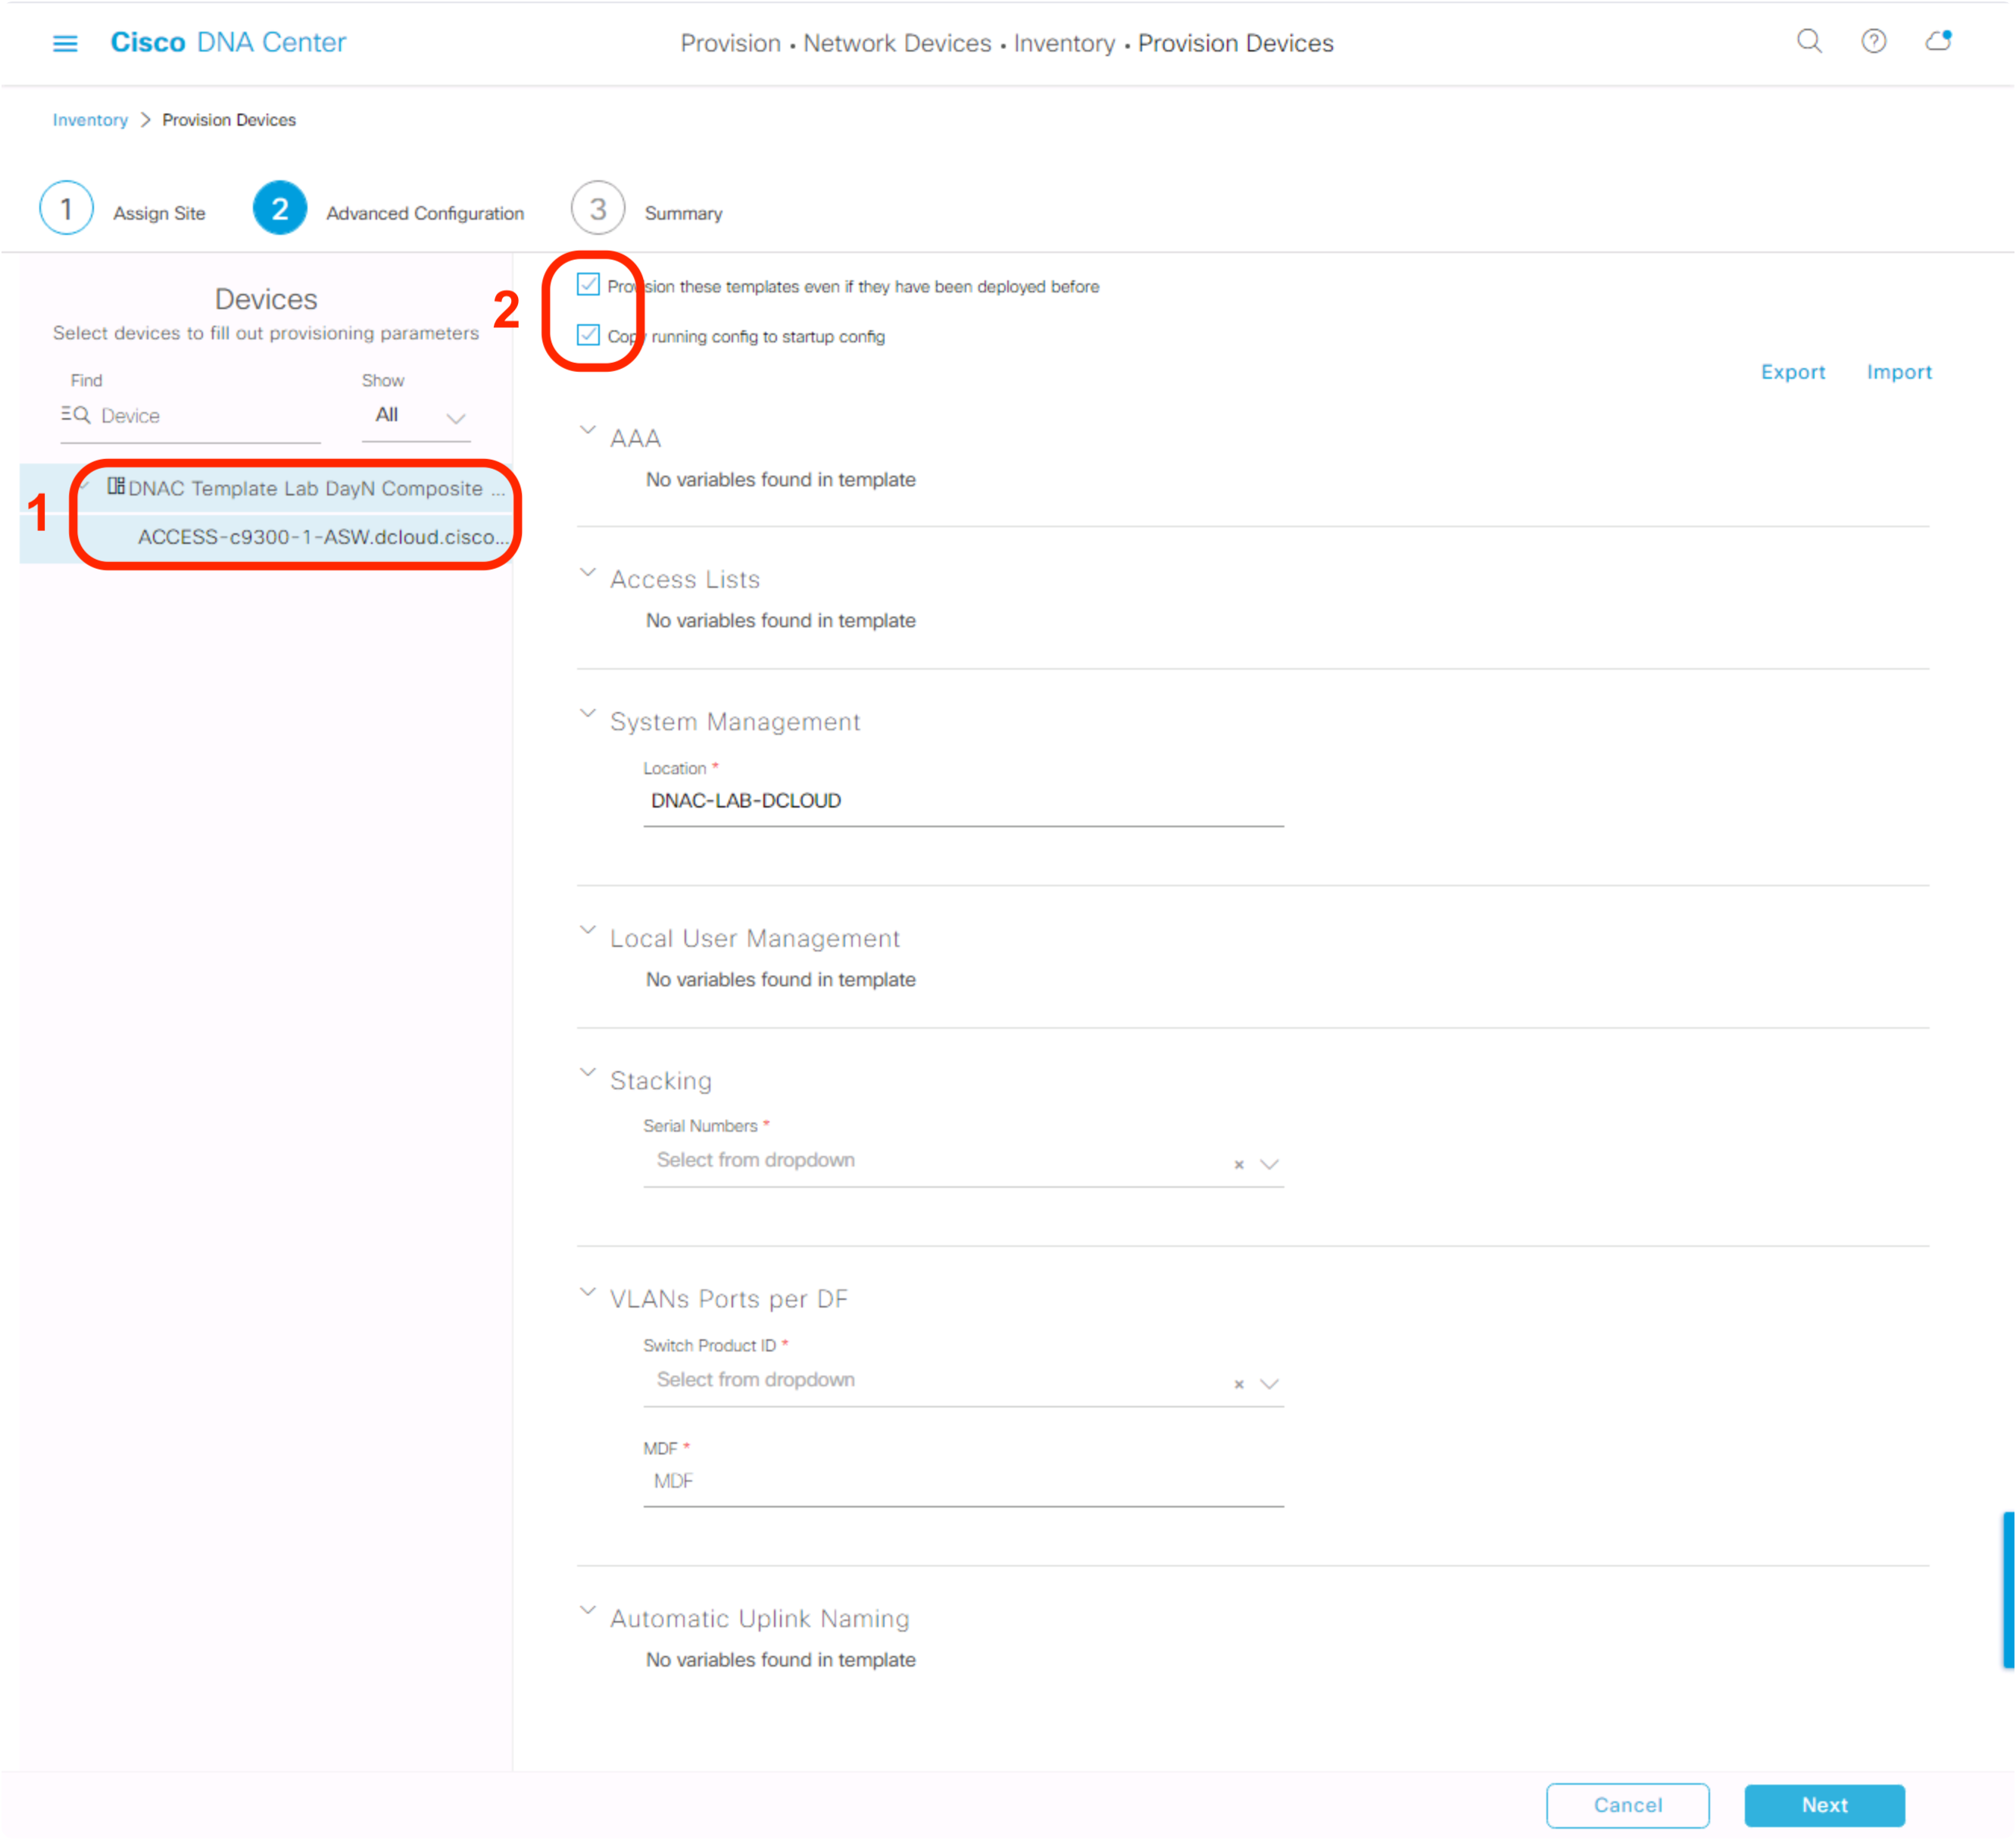 Cisco DNA Center
Provision • Network Devices • Inventory • Provision Devices
Inventory > Provision Devices
1 Assign Site
2 Advanced Configuration
3 Summary
Devices
Select devices to fill out provisioning parameters
Find
Show
Device
All
1
DNAC Template Lab DayN Composite ...
ACCESS-c9300-1-ASW.dcloud.cisco...
2
Provision these templates even if they have been deployed before
Copy running config to startup config
Export Import
AAA
No variables found in template
Access Lists
No variables found in template
System Management
Location *
DNAC-LAB-DCLOUD
Local User Management
No variables found in template
Stacking
Serial Numbers *
Select from dropdown
VLANs Ports per DF
Switch Product ID *
Select from dropdown
MDF *
MDF
Automatic Uplink Naming
No variables found in template
Cancel Next